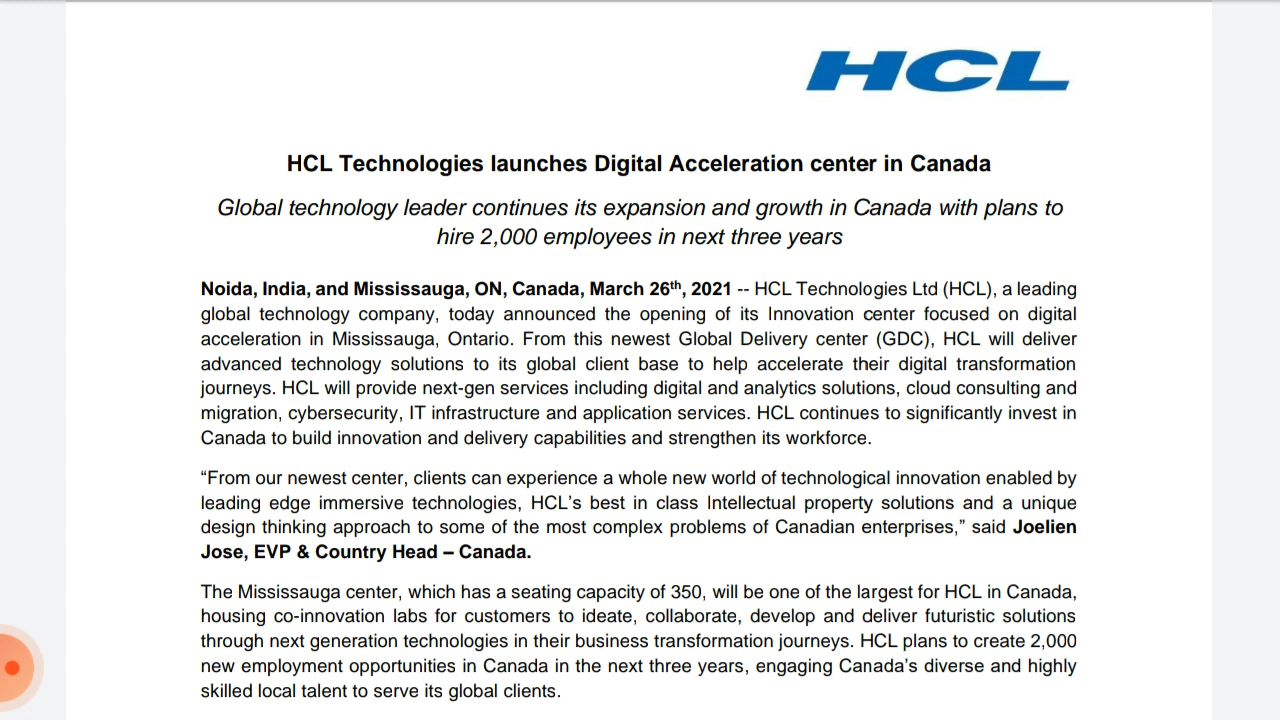 HCL
HCL Technologies launches Digital Acceleration center in Canada
Global technology leader continues its expansion and growth in Canada with plans to
hire 2,000 employees in next three years
Noida, India, and Mississauga, ON, Canada, March 26th, 2021 -- HCL Technologies Ltd (HCL), a leading
global technology company, today announced the opening of its Innovation center focused on digital
acceleration in Mississauga, Ontario. From this newest Global Delivery center (GDC), HCL will deliver
advanced technology solutions to its global client base to help accelerate their digital transformation
journeys. HCL will provide next-gen services including digital and analytics solutions, cloud consulting and
migration, cybersecurity, IT infrastructure and application services. HCL continues to significantly invest in
Canada to build innovation and delivery capabilities and strengthen its workforce.
“From our newest center, clients can experience a whole new world of technological innovation enabled by
leading edge immersive technologies, HCL’s best in class Intellectual property solutions and a unique
design thinking approach to some of the most complex problems of Canadian enterprises,” said Joelien
Jose, EVP & Country Head – Canada.
The Mississauga center, which has a seating capacity of 350, will be one of the largest for HCL in Canada,
housing co-innovation labs for customers to ideate, collaborate, develop and deliver futuristic solutions
through next generation technologies in their business transformation journeys. HCL plans to create 2,000
new employment opportunities in Canada in the next three years, engaging Canada’s diverse and highly
skilled local talent to serve its global clients.